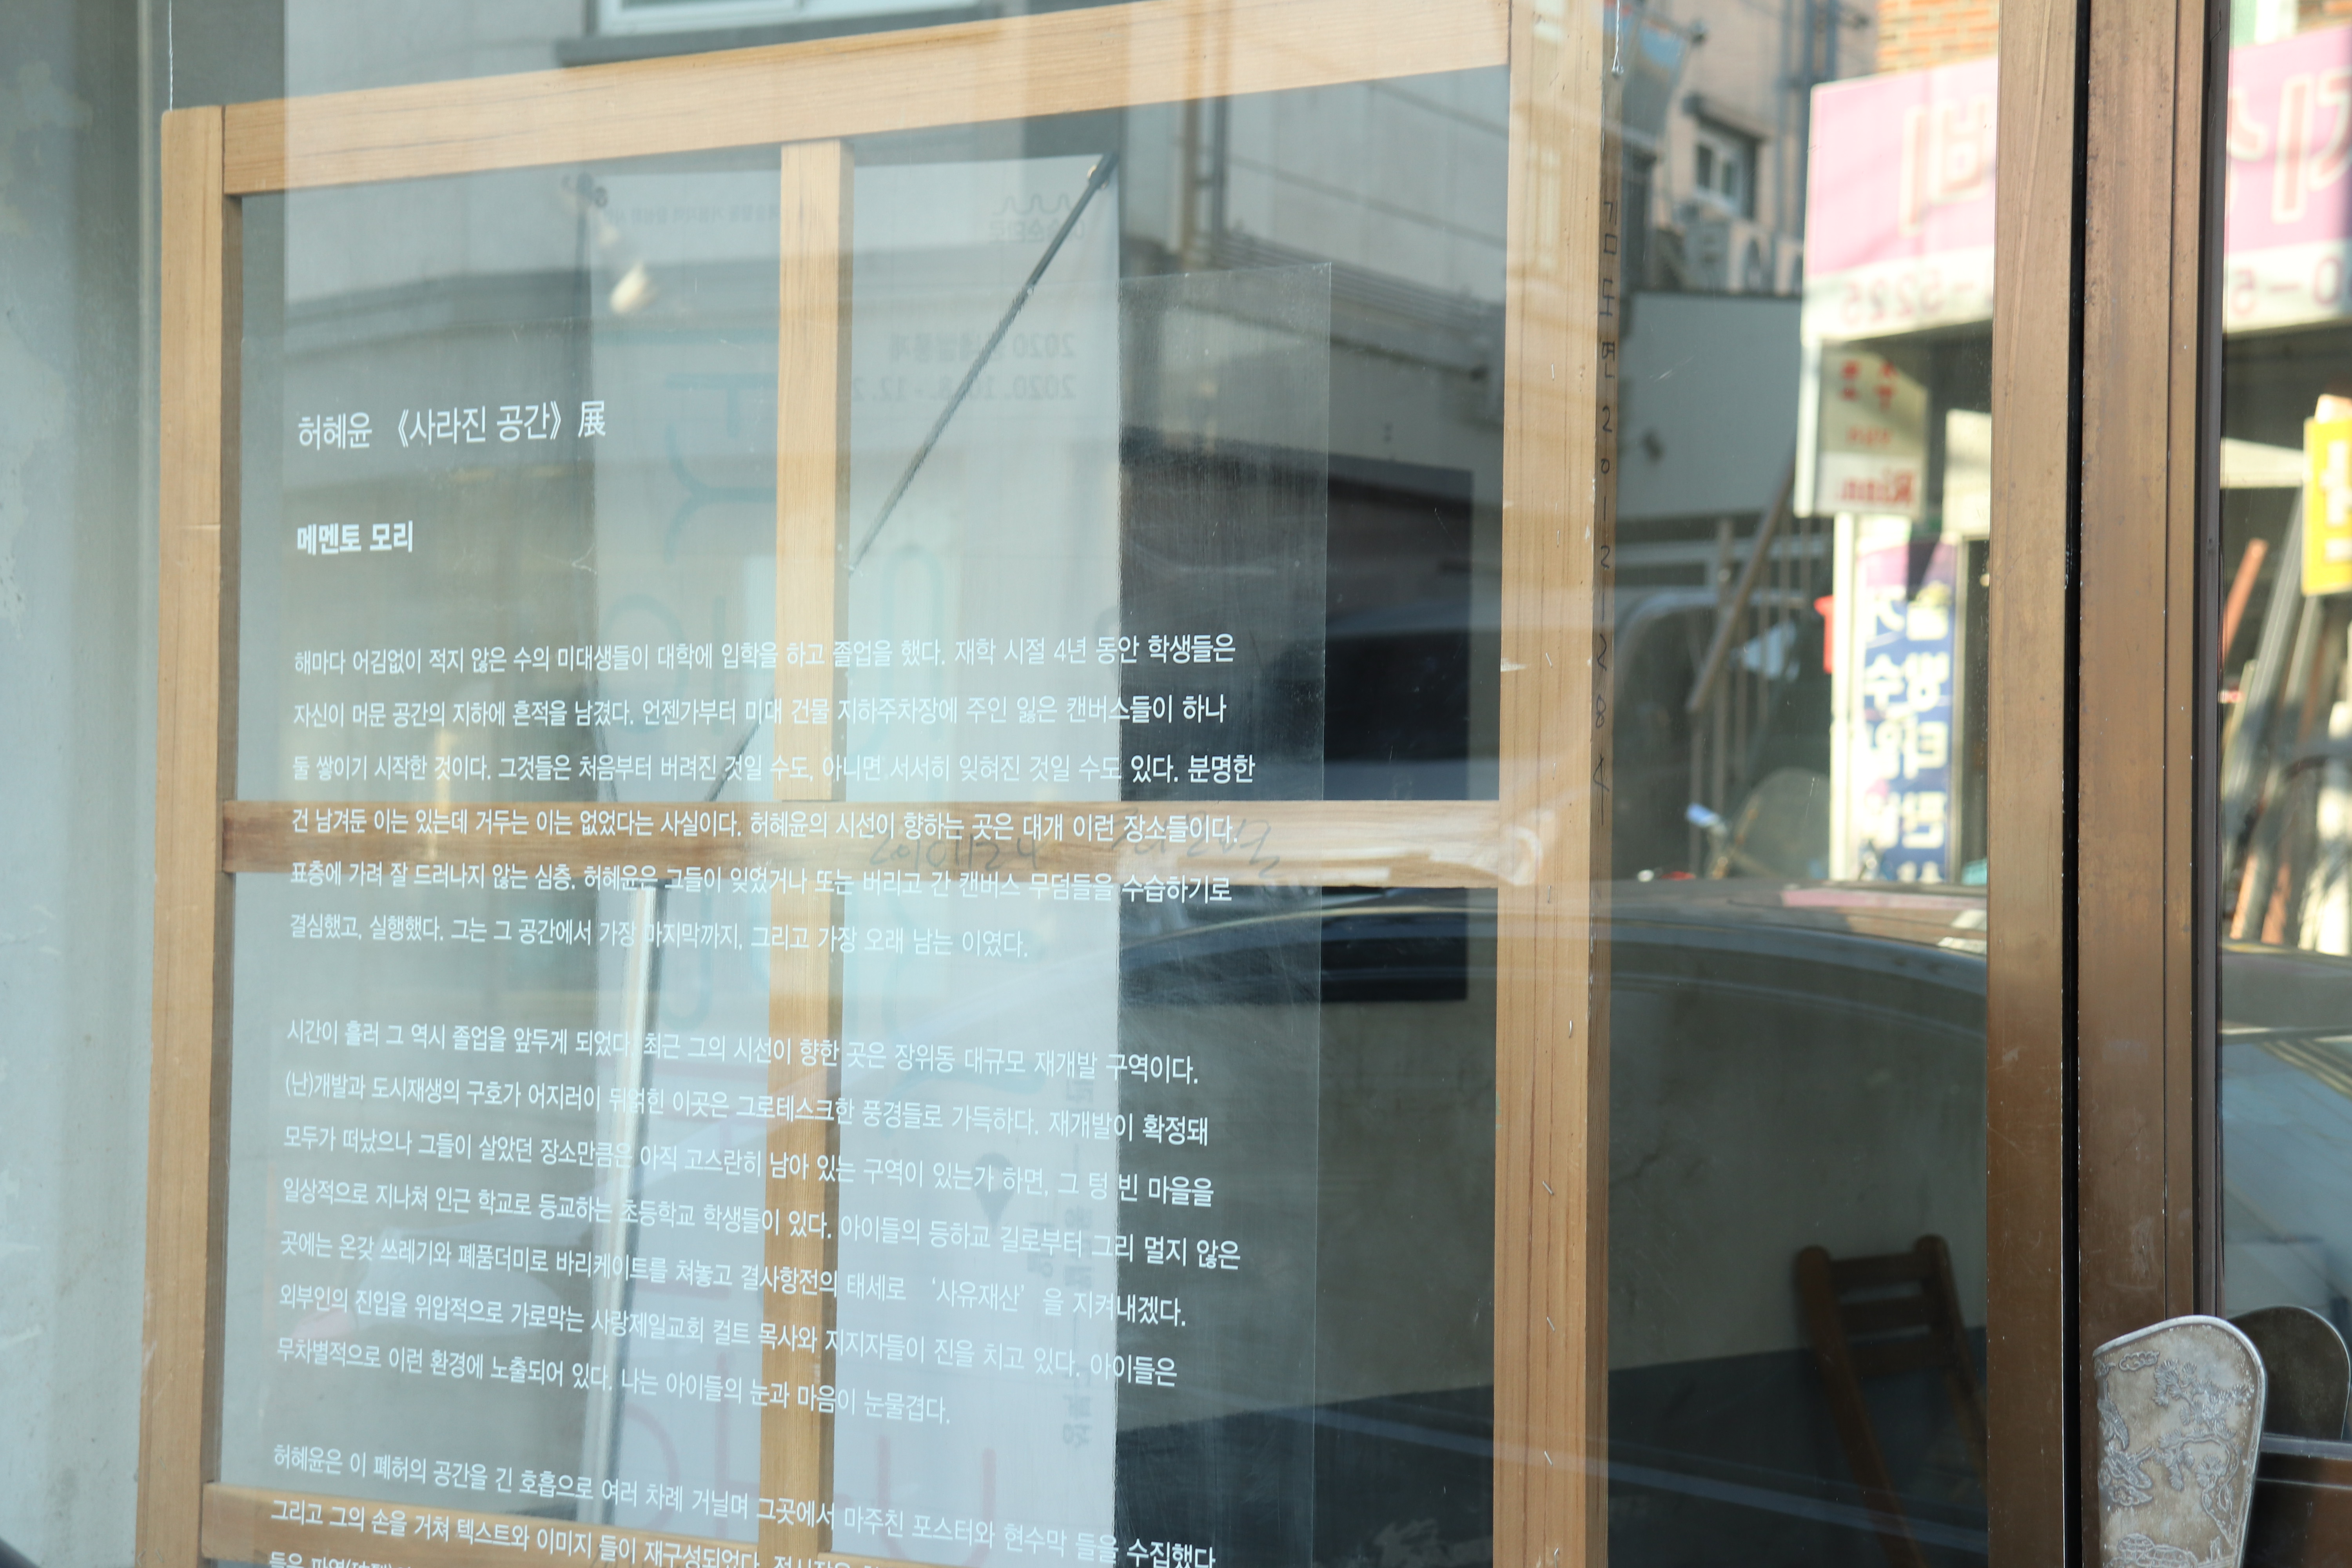 허혜윤 《사라진 공간》展
메멘토 모리
해마다 어김없이 적지 않은 수의 미대생들이 대학에 입학을 하고 졸업을 했다. 재학 시절 4년 동안 학생들은
자신이 머문 공간의 지하에 흔적을 남겼다. 언젠가부터 미대 건물 지하주차장에 주인 잃은 캔버스들이 하나
둘 쌓이기 시작한 것이다. 그것들은 처음부터 버려진 것일 수도, 아니면 서서히 잊혀진 것일 수도 있다. 분명한
건 남겨둔 이는 있는데 거두는 이는 없었다는 사실이다. 허혜윤의 시선이 향하는 곳은 대개 이런 장소들이다.
표층에 가려 잘 드러나지 않는 심층. 허혜윤은 그들이 잊었거나 또는 버리고 간 캔버스 무덤들을 수습하기로
결심했고, 실행했다. 그는 그 공간에서 가장 마지막까지, 그리고 가장 오래 남는 이였다.
시간이 흘러 그 역시 졸업을 앞두게 되었다. 최근 그의 시선이 향한 곳은 장위동 대규모 재개발 구역이다.
(난)개발과 도시재생의 구호가 어지러이 뒤얽힌 이곳은 그로테스크한 풍경들로 가득하다. 재개발이 확정돼
모두가 떠났으나 그들이 살았던 장소만큼은 아직 고스란히 남아 있는 구역이 있는가 하면, 그 텅 빈 마을을
일상적으로 지나쳐 인근 학교로 등교하는 초등학교 학생들이 있다. 아이들의 등하교 길로부터 그리 멀지 않은
곳에는 온갖 쓰레기와 폐품더미로 바리케이트를 쳐놓고 결사항전의 태세로 ‘사유재산’을 지켜내겠다.
외부인의 진입을 위압적으로 가로막는 사랑제일교회 컬트 목사와 지지자들이 진을 치고 있다. 아이들은
무차별적으로 이런 환경에 노출되어 있다. 나는 아이들의 눈과 마음이 눈물겹다.
허혜윤은 이 폐허의 공간을 긴 호흡으로 여러 차례 거닐며 그곳에서 마주친 포스터와 현수막 들을 수집했다.
그리고 그의 손을 거쳐 텍스트와 이미지 들이 재구성되었다.